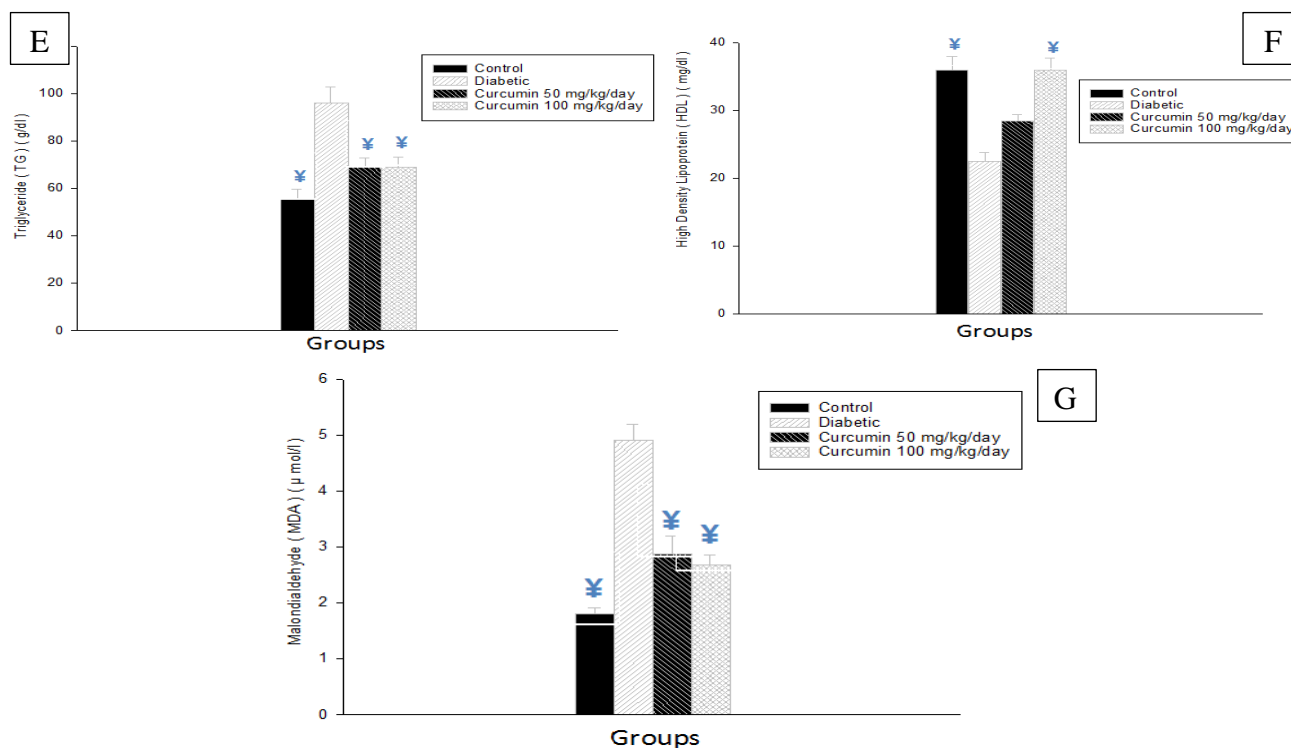 E
Triglyceride ( TG ) ( g/dl)
100
80
60
40
20
0
Control
Diabetic
Curcumin 50 mg/kg/day
Curcumin 100 mg/kg/day
¥
¥
¥
Groups
F
High Density Lipoprotein ( HDL ) ( mg/dl)
40
30
20
10
0
Control
Diabetic
Curcumin 50 mg/kg/day
Curcumin 100 mg/kg/day
¥
¥
Groups
G
Malondialdehyde ( MDA ) ( µ mol/l )
6
5
4
3
2
1
0
Control
Diabetic
Curcumin 50 mg/kg/day
Curcumin 100 mg/kg/day
¥
¥
¥
Groups